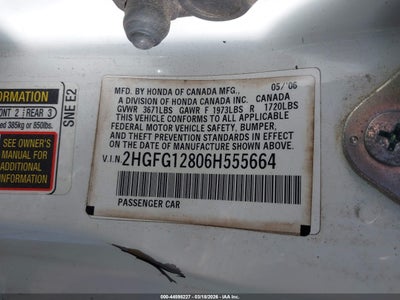 INFORMATION
ONT 2 REAR 3
ed 385kg or 850lbs.
SNE E2
SEE OWNER'S
MANUAL FOR
ADDITIONAL
INFORMATION
MFD. BY HONDA OF CANADA MFG.,
A DIVISION OF HONDA CANADA INC. CANADA 05/'06
GVWR 3671LBS GAWR F 1973LBS R 1720LBS
THIS VEHICLE CONFORMS TO ALL APPLICABLE
FEDERAL MOTOR VEHICLE SAFETY, BUMPER,
AND THEFT PREVENTION STANDARDS IN EFFECT
ON THE DATE OF MANUFACTURE SHOWN ABOVE.
V.I.N. 2HGFG12806H555664
PASSENGER CAR
000-44598227 - 03/18/2026 - IAA, Inc.